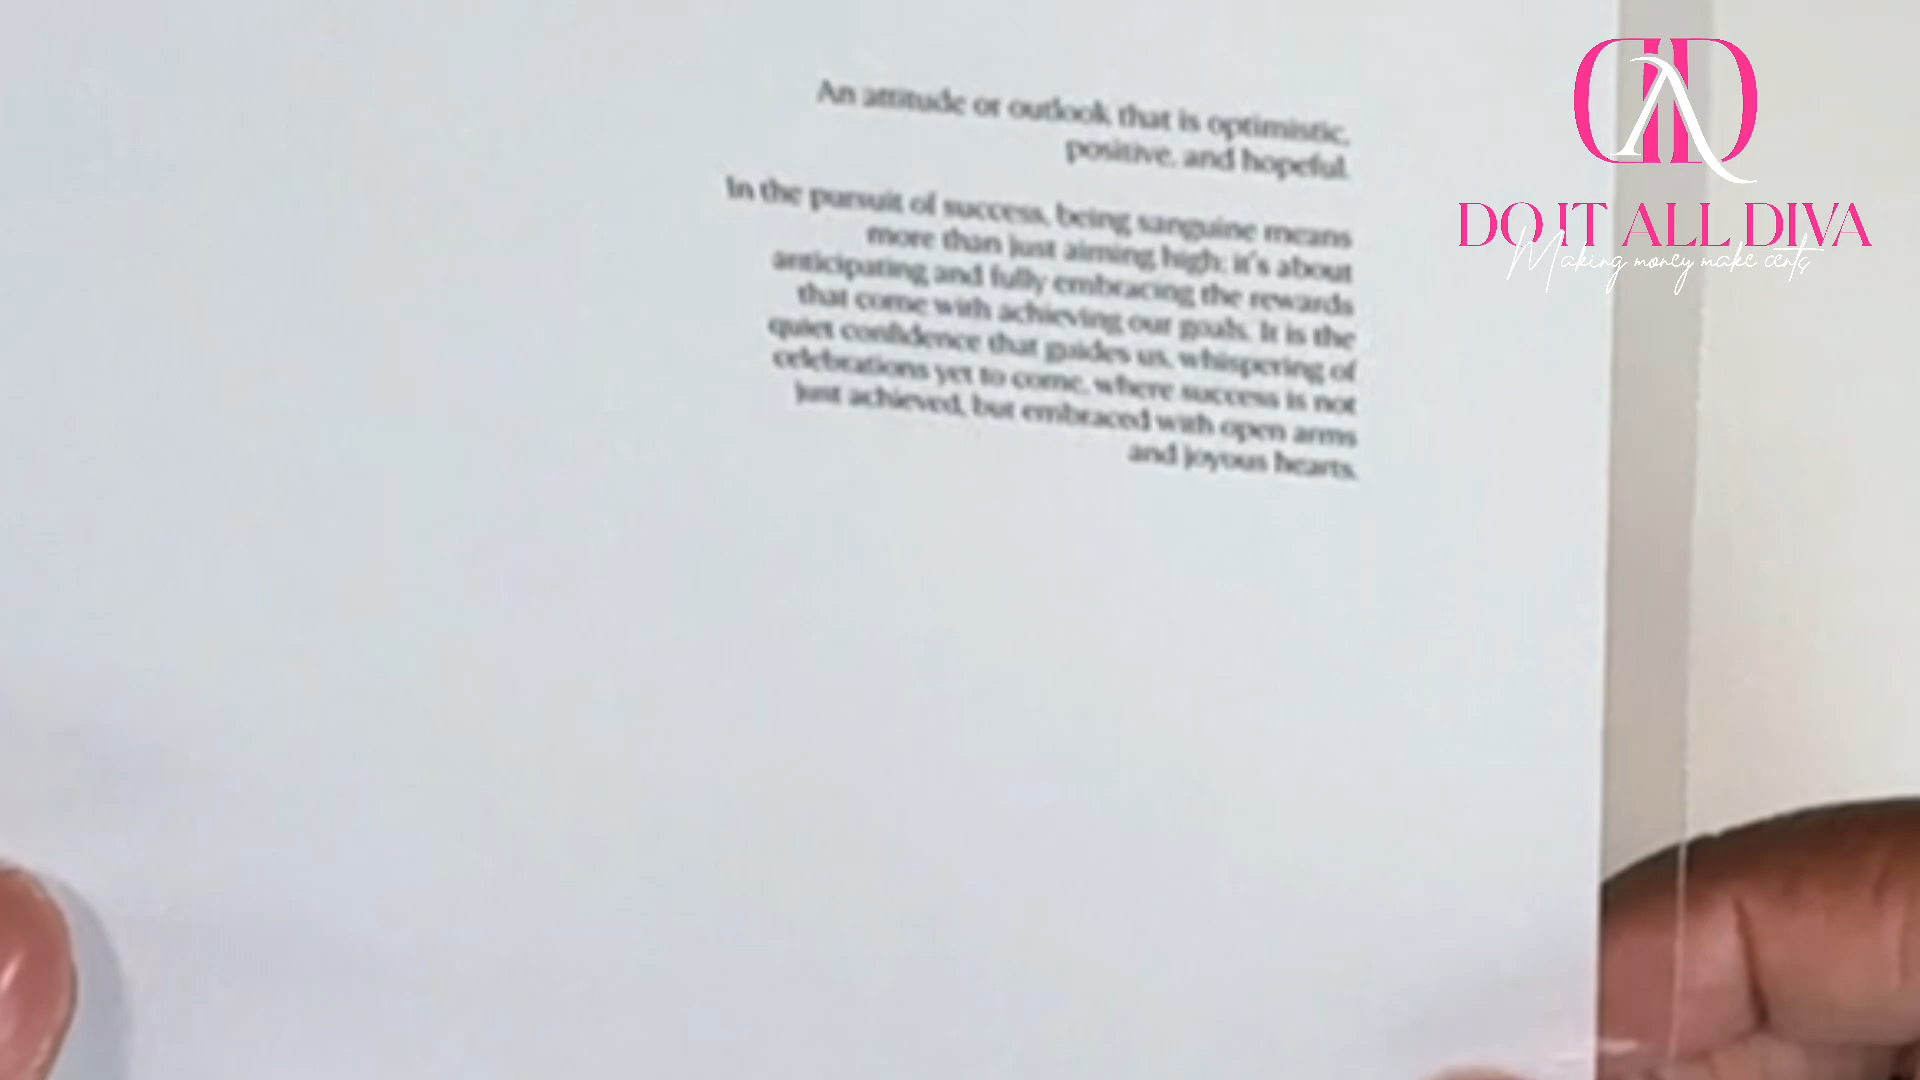 An attitude or outlook that is optimistic,
positive, and hopeful.
In the pursuit of success, being sanguine means
more than just aiming high; it's about
anticipating and fully embracing the rewards
that come with achieving our goals. It is the
quiet confidence that guides us, whispering of
celebrations yet to come, where success is not
just achieved, but embraced with open arms
and joyous hearts.
DD
DO IT ALL DIVA
Making money make cents